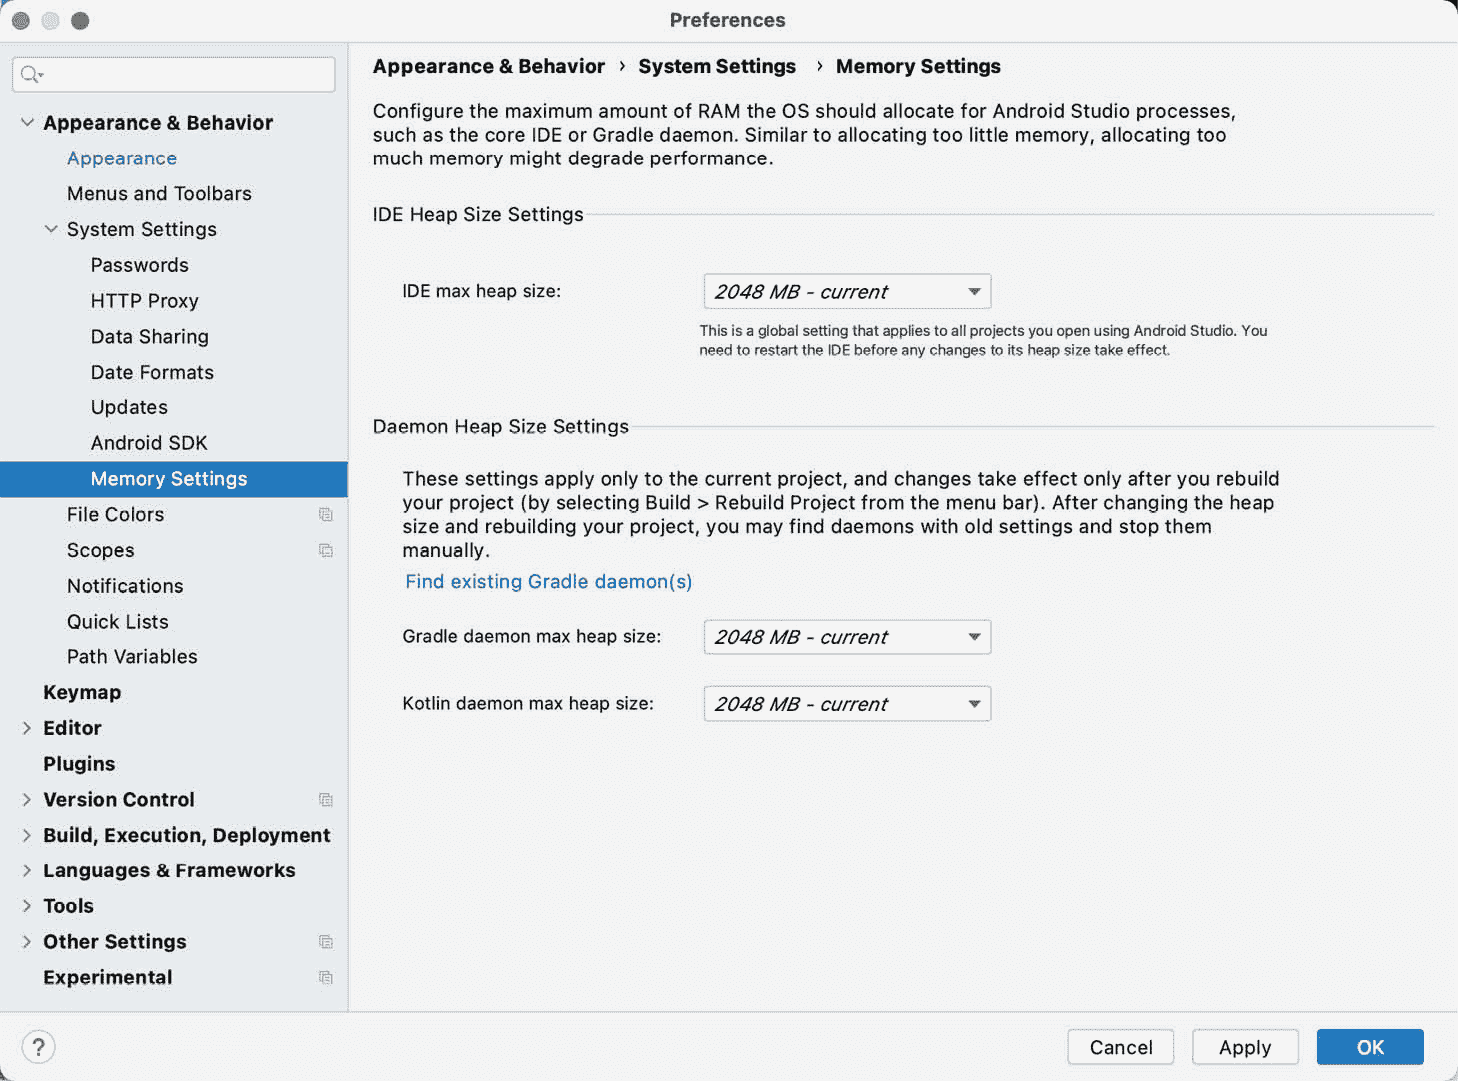 Preferences
Appearance & Behavior
Appearance
Menus and Toolbars
System Settings
Passwords
HTTP Proxy
Data Sharing
Date Formats
Updates
Android SDK
Memory Settings
File Colors
Scopes
Notifications
Quick Lists
Path Variables
Keymap
Editor
Plugins
Version Control
Build, Execution, Deployment
Languages & Frameworks
Tools
Other Settings
Experimental
Appearance & Behavior › System Settings › Memory Settings
Configure the maximum amount of RAM the OS should allocate for Android Studio processes,
such as the core IDE or Gradle daemon. Similar to allocating too little memory, allocating too
much memory might degrade performance.
IDE Heap Size Settings
IDE max heap size: 2048 MB - current
This is a global setting that applies to all projects you open using Android Studio. You
need to restart the IDE before any changes to its heap size take effect.
Daemon Heap Size Settings
These settings apply only to the current project, and changes take effect only after you rebuild
your project (by selecting Build > Rebuild Project from the menu bar). After changing the heap
size and rebuilding your project, you may find daemons with old settings and stop them
manually.
Find existing Gradle daemon(s)
Gradle daemon max heap size: 2048 MB - current
Kotlin daemon max heap size: 2048 MB - current
?
Cancel Apply OK